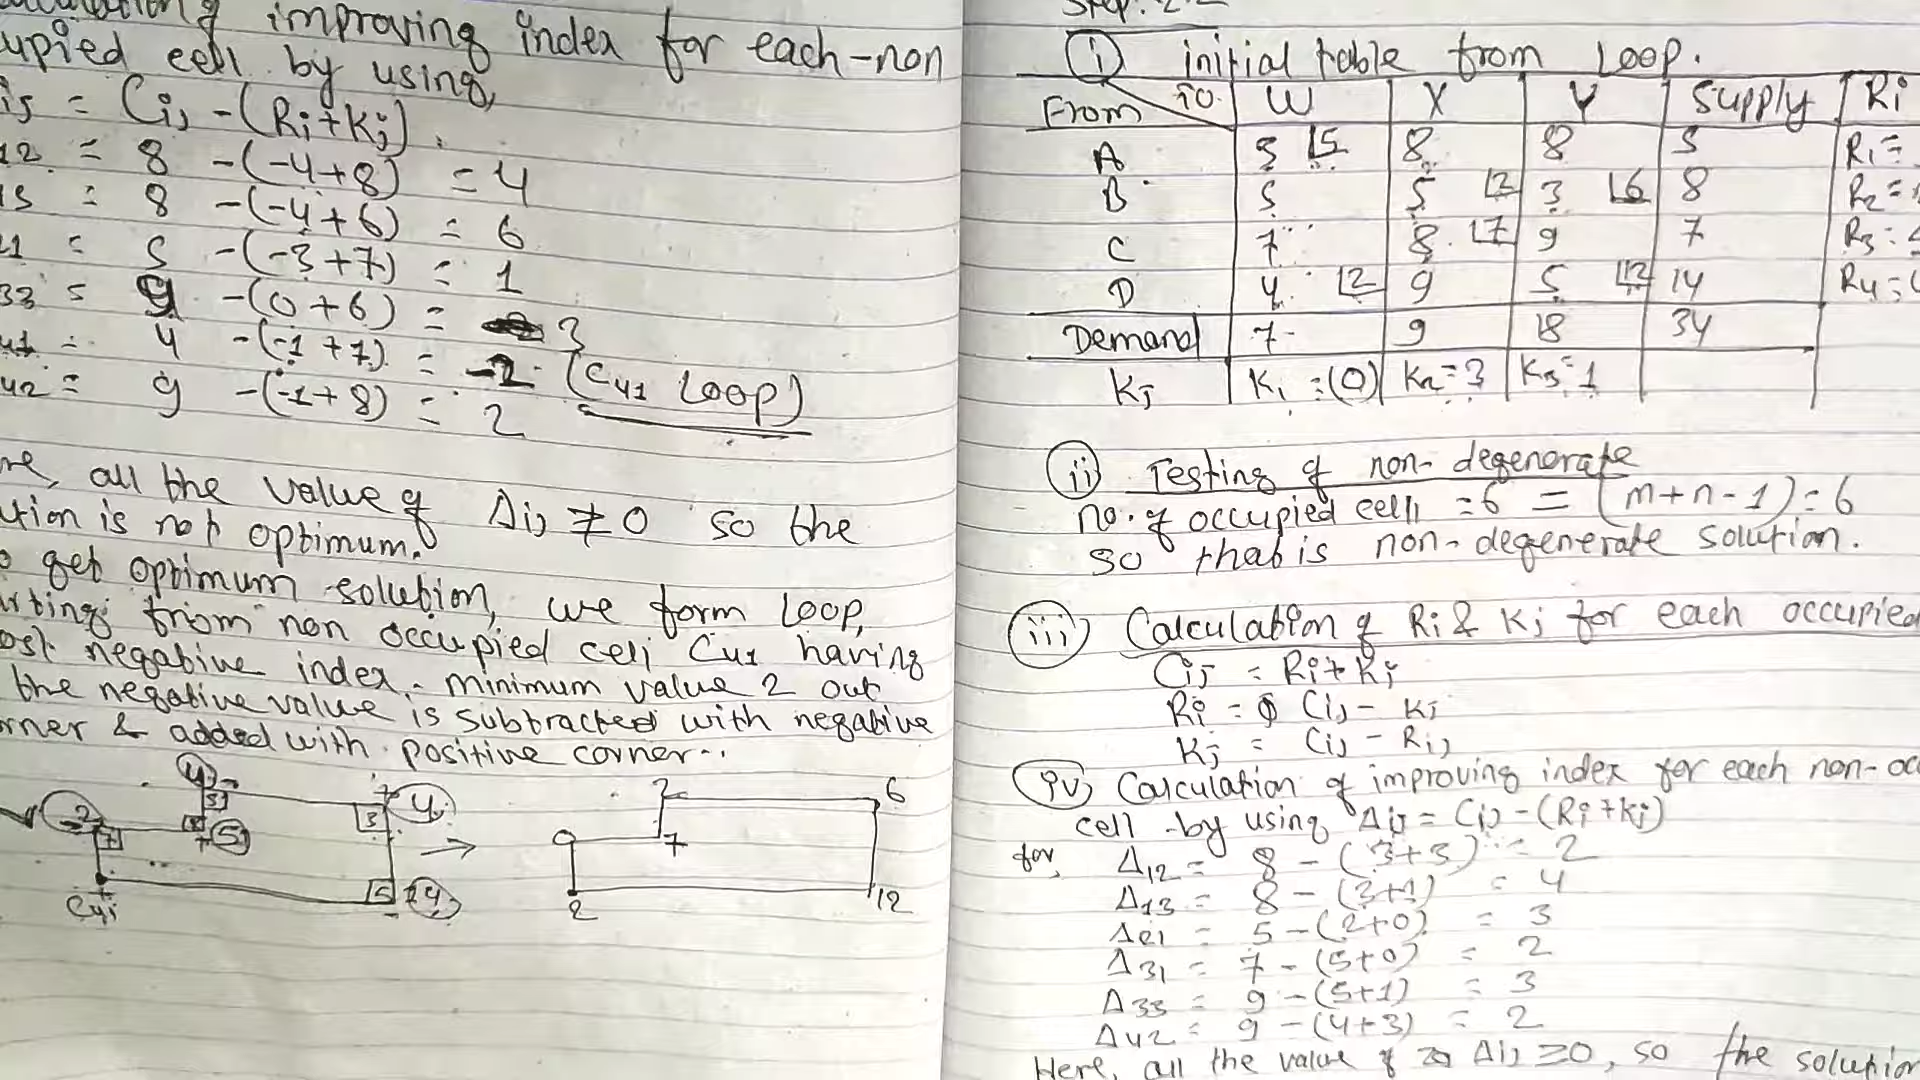 improving index for each-non
upied cell by using,
is = Cij -(Ri+Kj).
12 = 8 -(-4+8) = 4
13 = 8 -(-4+6) = 6
21 = 5 -(-3+7) = 1
33 = 9 -(0+6) = 3
41 = 4 -(-1+7) = -2 (C41 Loop)
42 = 9 -(-1+8) = 2
re, all the value of Δij ≠ 0 so the
ution is not optimum.
o get optimum solution, we form Loop,
rting from non occupied cell C41 having
ost negative index. minimum value 2 out
the negative value is subtracted with negative
rner & added with positive corner..
2 6
7
2 12
Step: 2.2
(i) initial table from Loop.
From to W X Y Supply Ri
A 3 5 8 8 5 R1=
B 5 5 2 3 6 8 R2=
C 7 8 7 9 7 R3=
D 4 2 9 5 12 14 R4=
Demand 7 9 18 34
Kj K1=(0) K2=3 K3=1
(ii) Testing of non-degenerate
no. of occupied cell = 6 = (m+n-1)=6
so that is non-degenerate solution.
(iii) Calculation of Ri & Kj for each occupied
Cij = Ri+Kj
Ri = Cij - Kj
Kj = Cij - Rij
(iv) Calculation of improving index for each non-occ
cell by using Δij = Cij -(Ri+Kj)
for, Δ12 = 8 - (3+3) = 2
Δ13 = 8 - (3+1) = 4
Δ21 = 5 -(2+0) = 3
Δ31 = 7 - (5+0) = 2
Δ33 = 9 -(5+1) = 3
Δ42 = 9 -(4+3) = 2
Here, all the value of Δij ≥0, so the solution